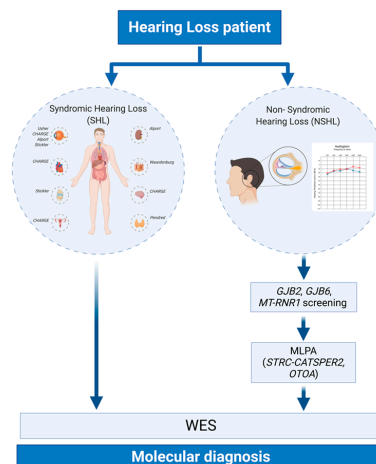 Hearing Loss patient
Syndromic Hearing Loss
(SHL)
Usher
CHARGE
Alport
Stickler
Alport
CHARGE
Waardenburg
Stickler
CHARGE
CHARGE
Pendred
Non- Syndromic
Hearing Loss (NSHL)
Audiogram
GJB2, GJB6,
MT-RNR1 screening
MLPA
(STRC-CATSPER2,
OTOA)
WES
Molecular diagnosis